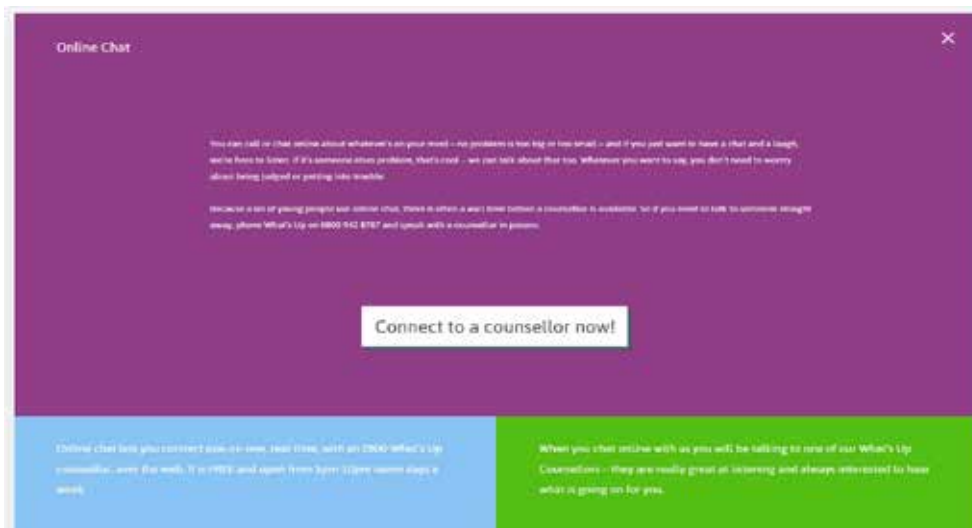 Online Chat
You can call or chat online about whatever's on your mind – no problem is too big or too small – and if you just want to have a chat and a laugh,
we're here to listen. If it's someone else's problem, that's cool – we can talk about that too. Whatever you want to say, you don't need to worry
about being judged or getting into trouble.
Because a lot of young people use online chat, there is often a wait time before a counsellor is available. So if you need to talk to someone straight
away, phone What's Up on 0800 942 8787 and speak with a counsellor in person.
Connect to a counsellor now!
Online chat lets you connect one-on-one, real time, with an 0800 What's Up
counsellor, over the web. It is FREE and open from 5pm-10pm seven days a
week.
When you chat online with us you will be talking to one of our What's Up
Counsellors – they are really great at listening and always interested to hear
what is going on for you.